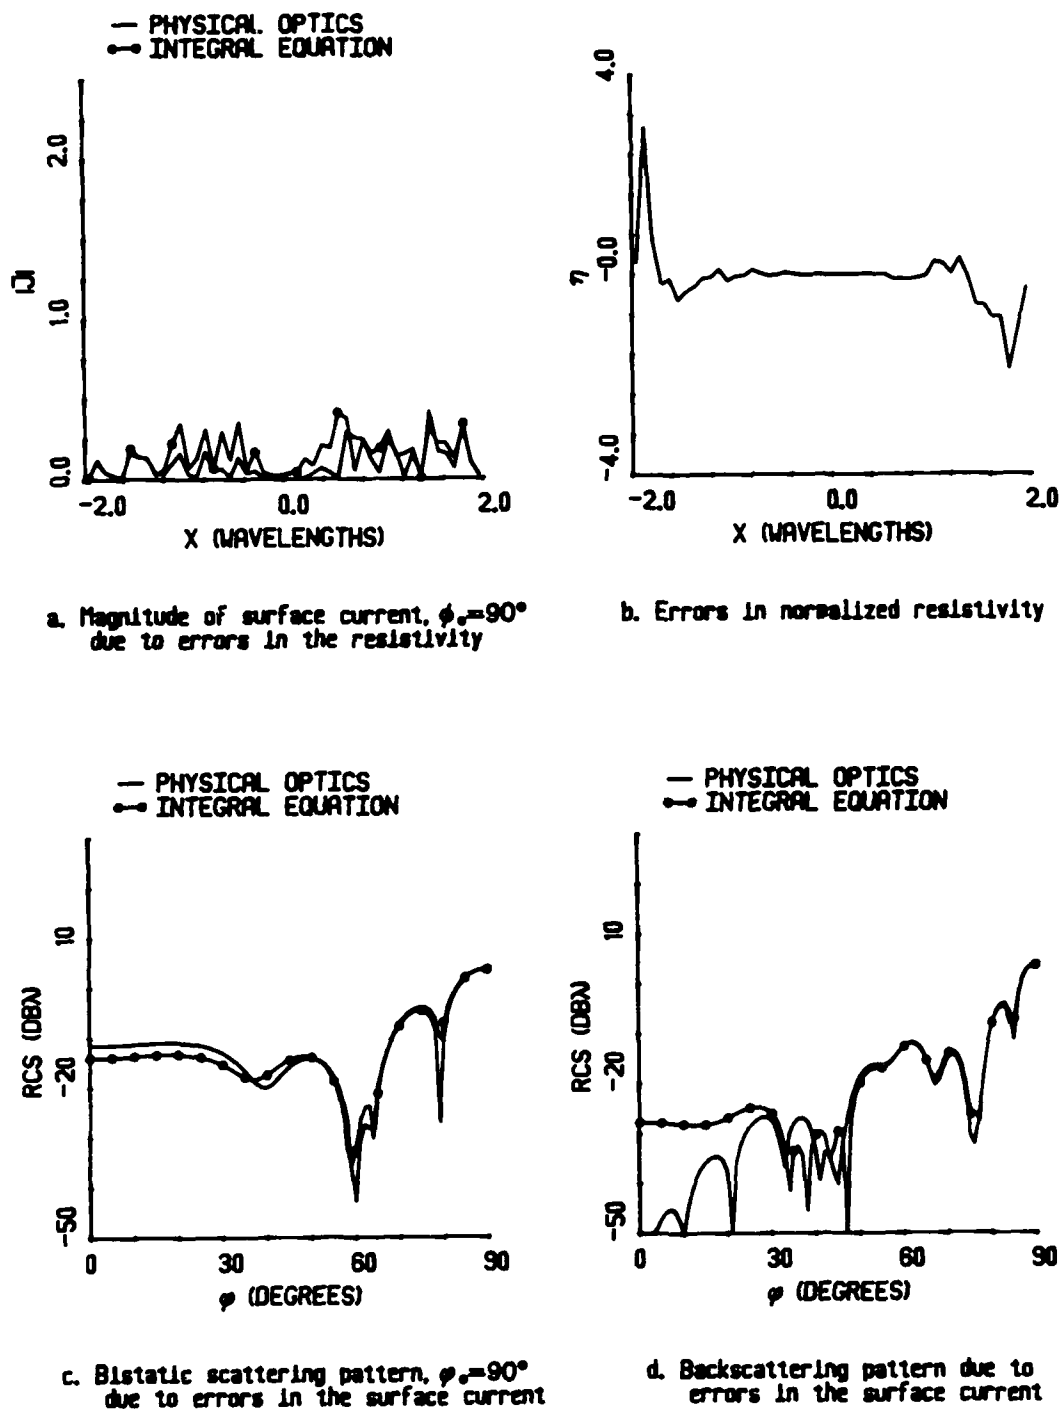 — PHYSICAL OPTICS
•—• INTEGRAL EQUATION
|J|
2.0
1.0
0.0
-2.0 0.0 2.0
X (WAVELENGTHS)
a. Magnitude of surface current, ϕ₀=90°
due to errors in the resistivity
η
4.0
-0.0
-4.0
-2.0 0.0 2.0
X (WAVELENGTHS)
b. Errors in normalized resistivity
— PHYSICAL OPTICS
•—• INTEGRAL EQUATION
RCS (DBλ)
10
-20
-50
0 30 60 90
φ (DEGREES)
c. Bistatic scattering pattern, φ₀=90°
due to errors in the surface current
— PHYSICAL OPTICS
•—• INTEGRAL EQUATION
RCS (DBλ)
10
-20
-50
0 30 60 90
φ (DEGREES)
d. Backscattering pattern due to
errors in the surface current